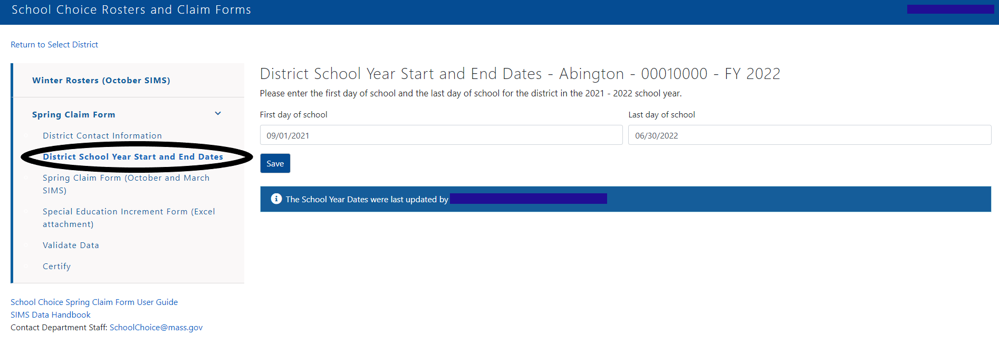 School Choice Rosters and Claim Forms
Return to Select District
Winter Rosters (October SIMS)
Spring Claim Form
District Contact Information
District School Year Start and End Dates
Spring Claim Form (October and March
SIMS)
Special Education Increment Form (Excel
attachment)
Validate Data
Certify
School Choice Spring Claim Form User Guide
SIMS Data Handbook
Contact Department Staff: SchoolChoice@mass.gov
District School Year Start and End Dates - Abington - 00010000 - FY 2022
Please enter the first day of school and the last day of school for the district in the 2021 - 2022 school year.
First day of school
09/01/2021
Last day of school
06/30/2022
Save
The School Year Dates were last updated by